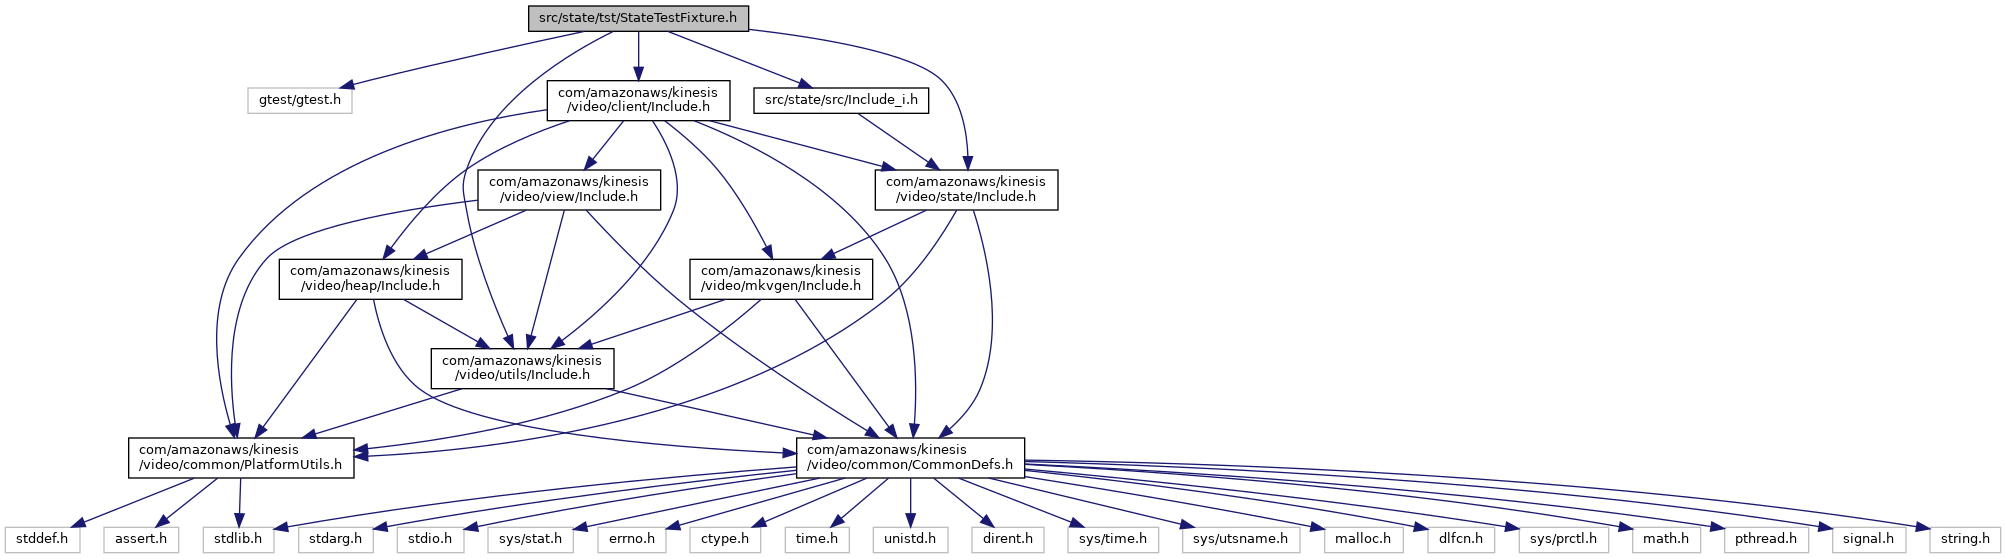 src/state/tst/StateTestFixture.h
gtest/gtest.h
com/amazonaws/kinesis
/video/client/Include.h
src/state/src/Include_i.h
com/amazonaws/kinesis
/video/view/Include.h
com/amazonaws/kinesis
/video/state/Include.h
com/amazonaws/kinesis
/video/heap/Include.h
com/amazonaws/kinesis
/video/mkvgen/Include.h
com/amazonaws/kinesis
/video/utils/Include.h
com/amazonaws/kinesis
/video/common/PlatformUtils.h
com/amazonaws/kinesis
/video/common/CommonDefs.h
stddef.h
assert.h
stdlib.h
stdarg.h
stdio.h
sys/stat.h
errno.h
ctype.h
time.h
unistd.h
dirent.h
sys/time.h
sys/utsname.h
malloc.h
dlfcn.h
sys/prctl.h
math.h
pthread.h
signal.h
string.h